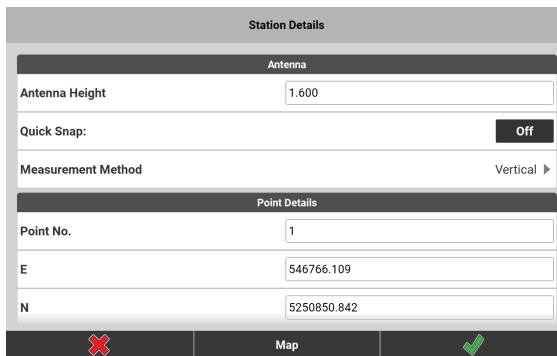 Station Details
Antenna
Antenna Height 1.600
Quick Snap: Off
Measurement Method Vertical
Point Details
Point No. 1
E 546766.109
N 5250850.842
Map